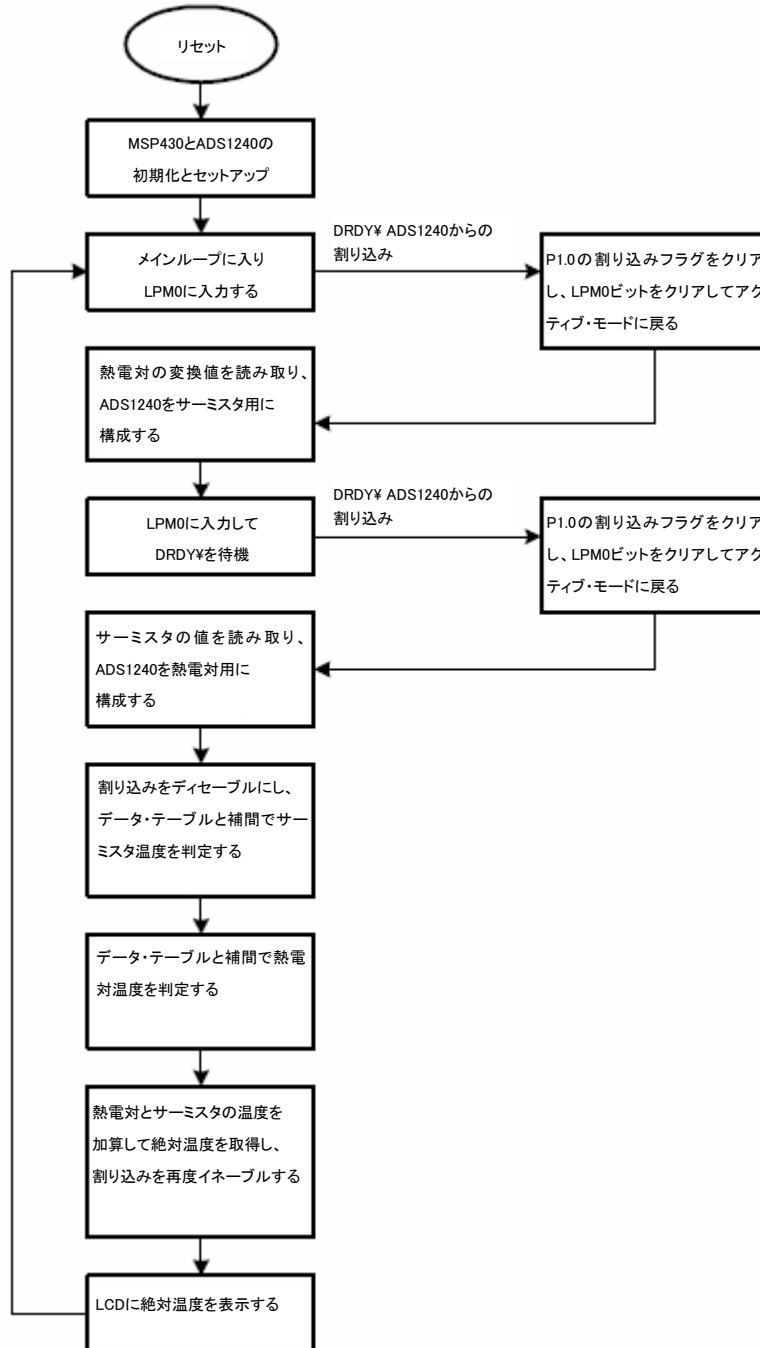 リセット
MSP430とADS1240の
初期化とセットアップ
メインループに入り
LPM0に入力する
DRDY¥ ADS1240からの
割り込み
P1.0の割り込みフラグをクリア
し、LPM0ビットをクリアしてアク
ティブ・モードに戻る
熱電対の変換値を読み取り、
ADS1240をサーミスタ用に
構成する
LPM0に入力して
DRDY¥を待機
DRDY¥ ADS1240からの
割り込み
P1.0の割り込みフラグをクリア
し、LPM0ビットをクリアしてアク
ティブ・モードに戻る
サーミスタの値を読み取り、
ADS1240を熱電対用に
構成する
割り込みをディセーブルにし、
データ・テーブルと補間でサー
ミスタ温度を判定する
データ・テーブルと補間で熱電
対温度を判定する
熱電対とサーミスタの温度を
加算して絶対温度を取得し、
割り込みを再度イネーブルする
LCDに絶対温度を表示する